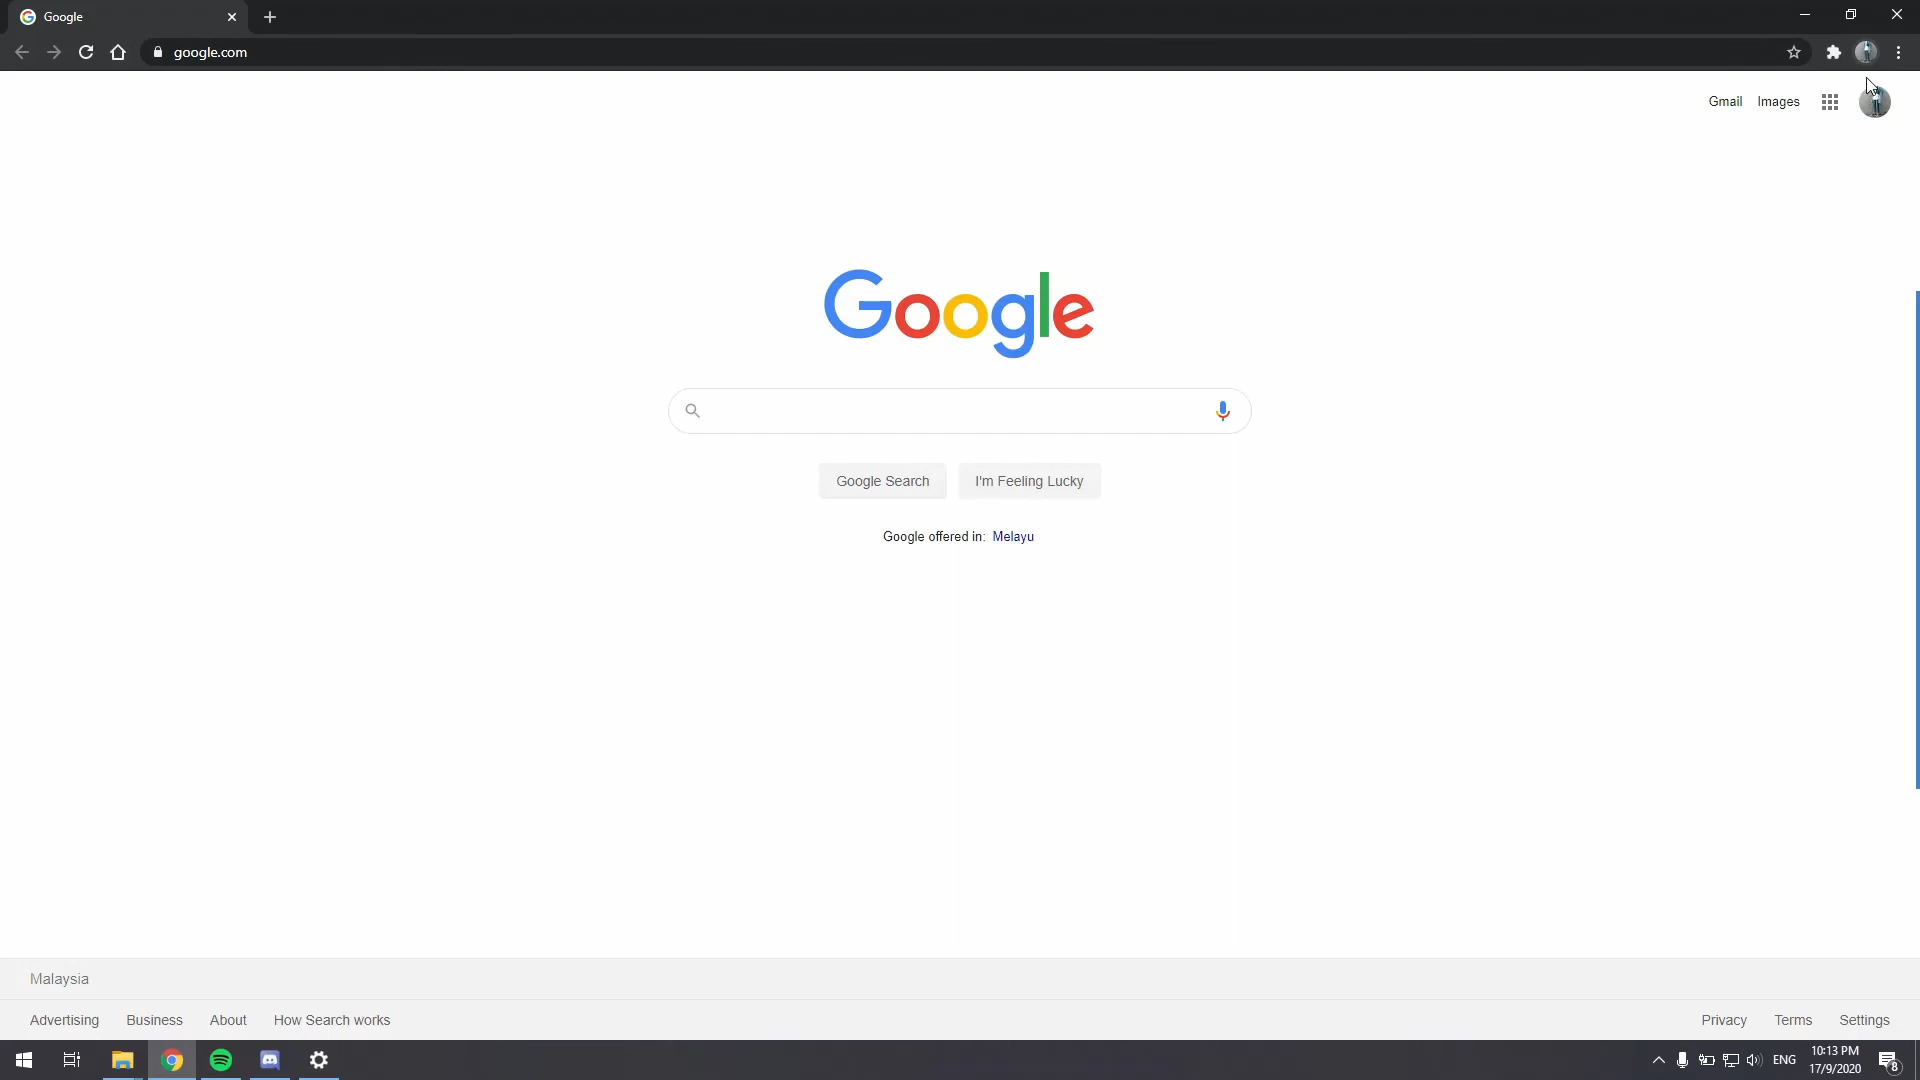 Google
google.com
Gmail Images
Google
Google Search I'm Feeling Lucky
Google offered in: Melayu
Malaysia
Advertising Business About How Search works Privacy Terms Settings
ENG 10:13 PM
17/9/2020 8